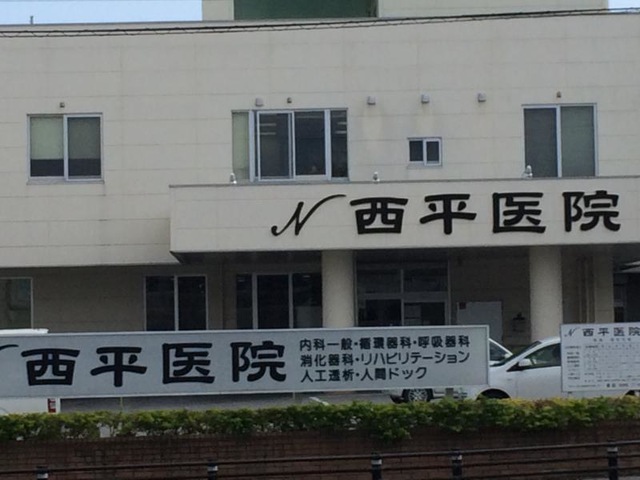 N 西平医院
西平医院
内科一般・循環器科・呼吸器科
消化器科・リハビリテーション
人工透析・人間ドック
N 西平医院